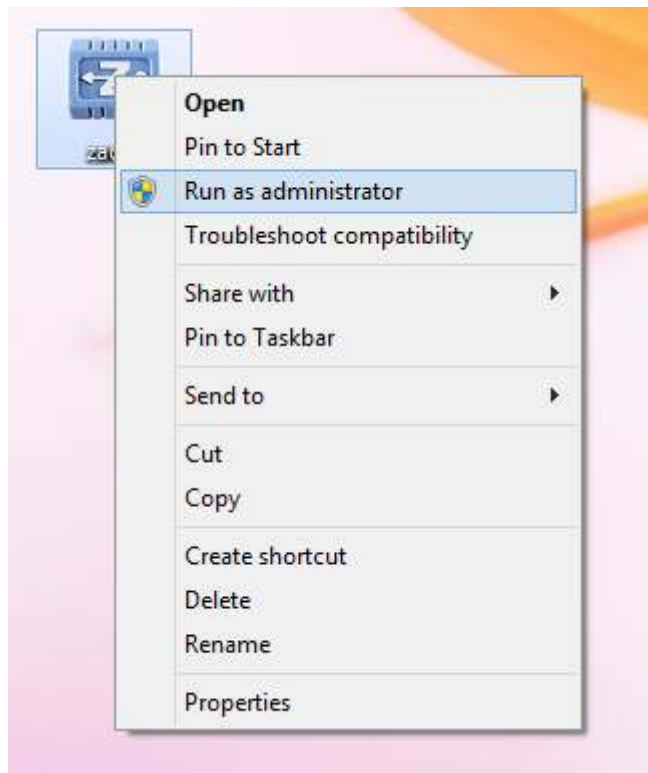 Open
Pin to Start
Run as administrator
Troubleshoot compatibility
Share with
Pin to Taskbar
Send to
Cut
Copy
Create shortcut
Delete
Rename
Properties